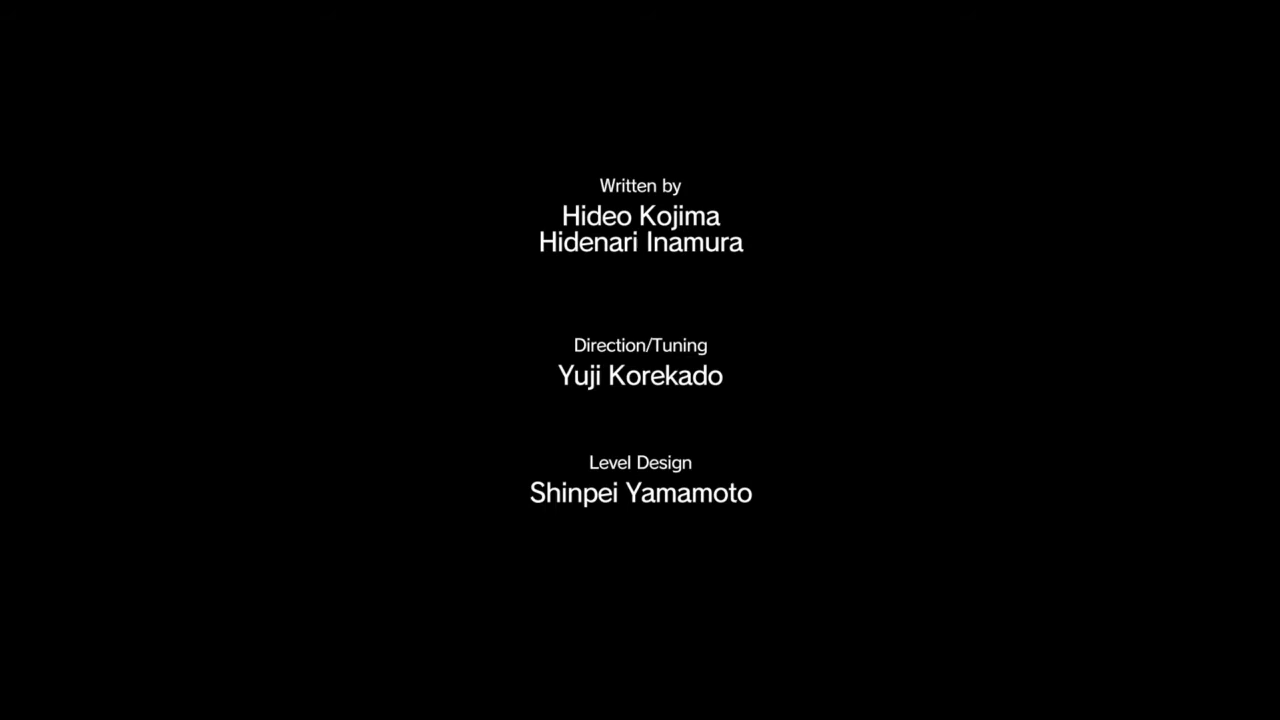 Written by
Hideo Kojima
Hidenari Inamura
Direction/Tuning
Yuji Korekado
Level Design
Shinpei Yamamoto